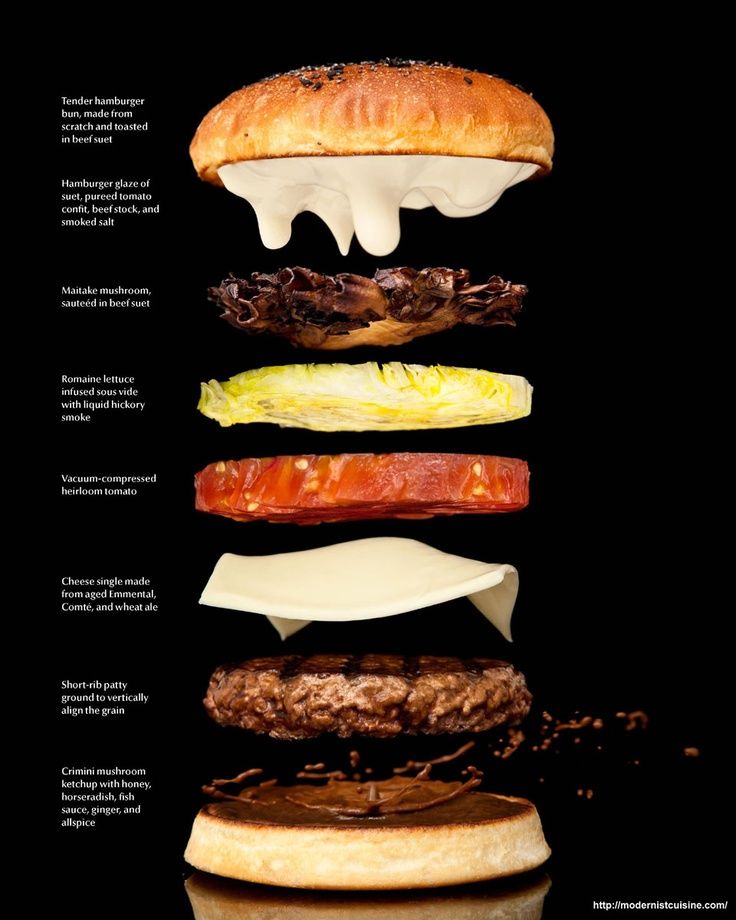 Tender hamburger
bun, made from
scratch and toasted
in beef suet
Hamburger glaze of
suet, pureed tomato
confit, beef stock, and
smoked salt
Maitake mushroom,
sauteéd in beef suet
Romaine lettuce
infused sous vide
with liquid hickory
smoke
Vacuum-compressed
heirloom tomato
Cheese single made
from aged Emmental,
Comté, and wheat ale
Short-rib patty
ground to vertically
align the grain
Crimini mushroom
ketchup with honey,
horseradish, fish
sauce, ginger, and
allspice
http://modernistcuisine.com/